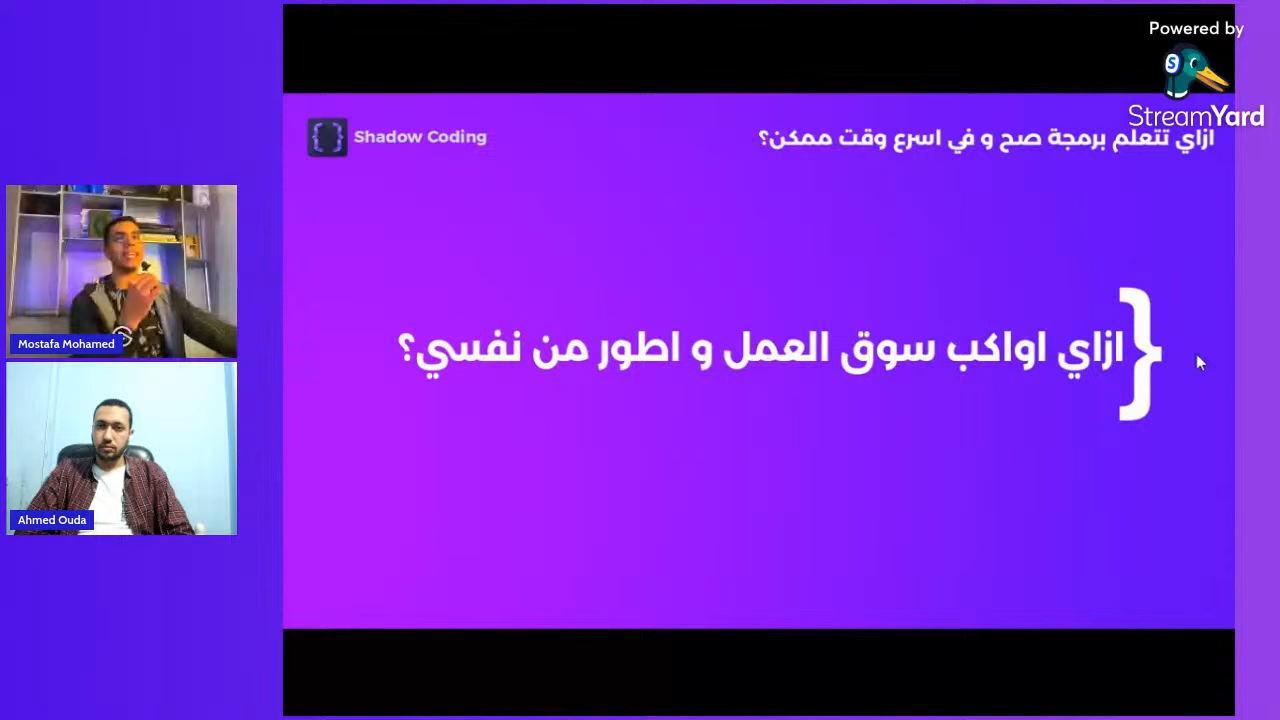 Powered by
StreamYard
Shadow Coding
ازاي تتعلم برمجة صح و في اسرع وقت ممكن؟
ازاي اواكب سوق العمل و اطور من نفسي؟
Mostafa Mohamed
Ahmed Ouda